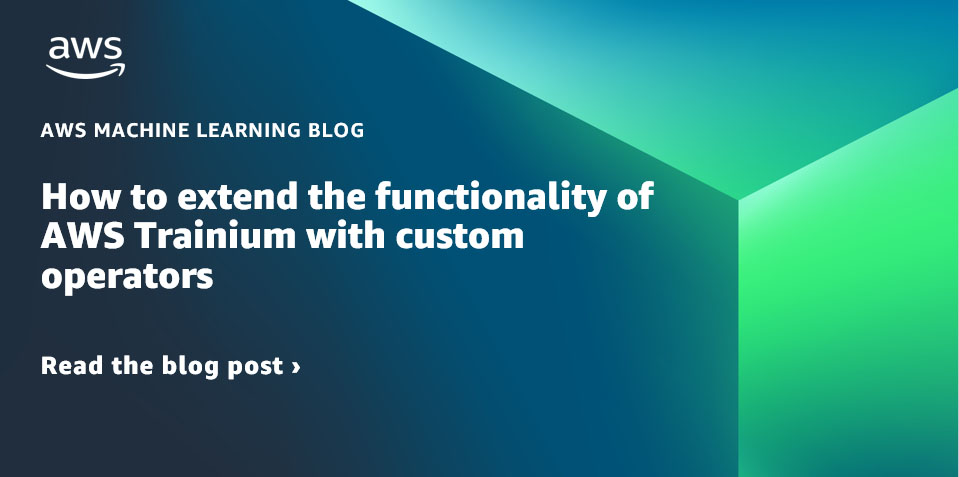 aws
AWS MACHINE LEARNING BLOG
How to extend the functionality of
AWS Trainium with custom
operators
Read the blog post ›